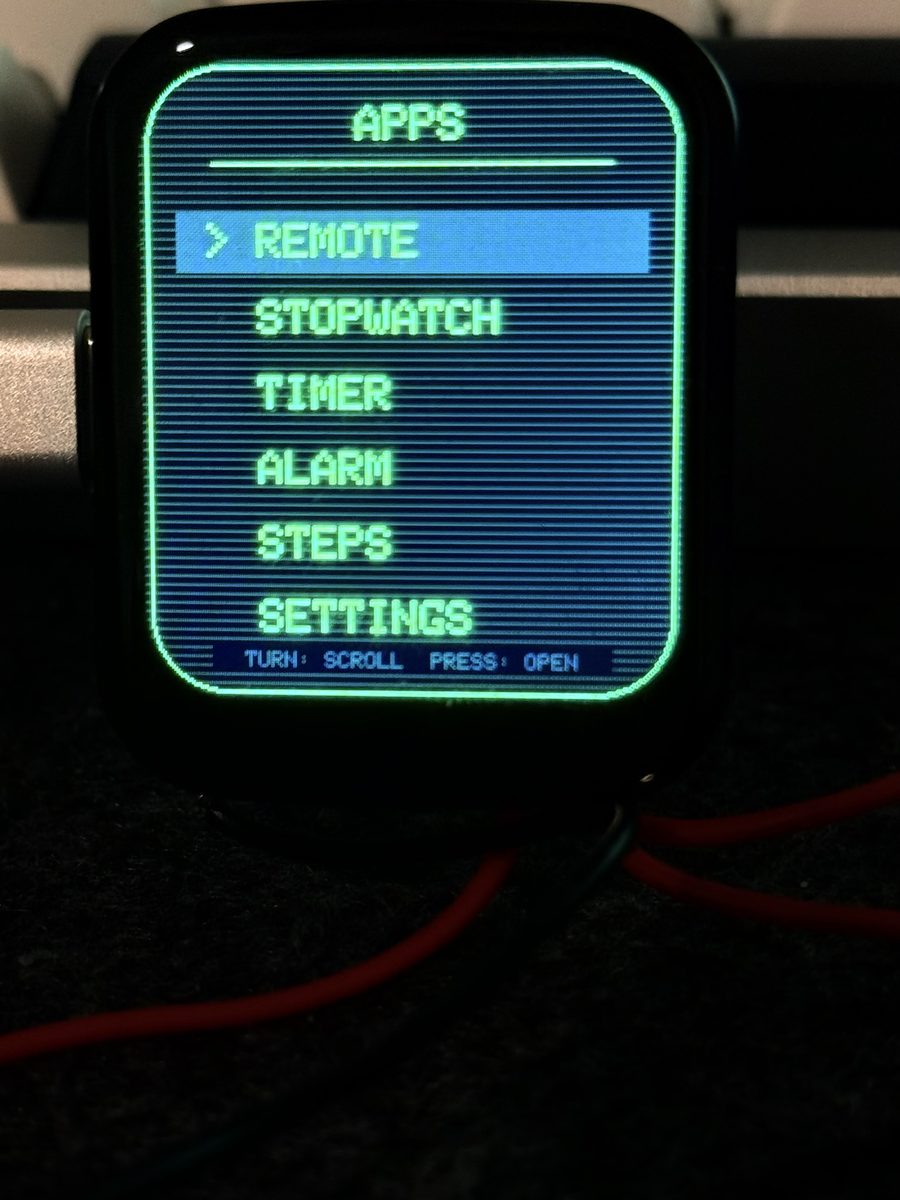 APPS
> REMOTE
STOPWATCH
TIMER
ALARM
STEPS
SETTINGS
TURN: SCROLL PRESS: OPEN